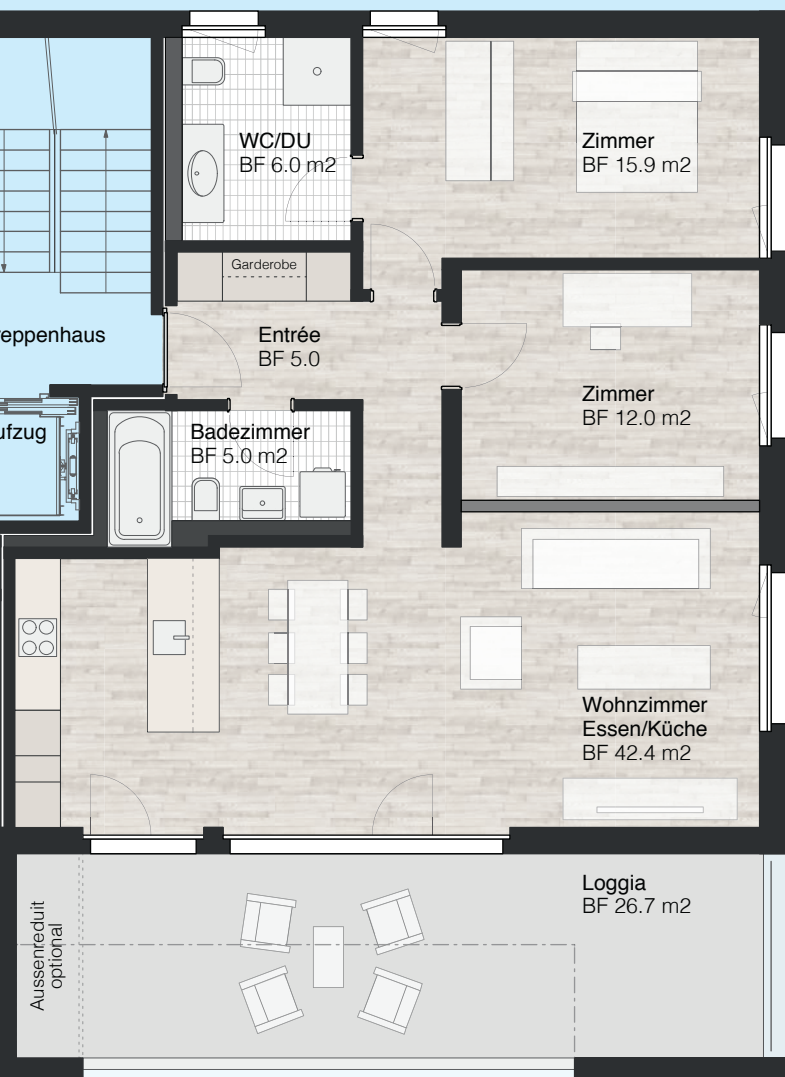 WC/DU
BF 6.0 m2
Zimmer
BF 15.9 m2
Garderobe
reppenhaus
Entrée
BF 5.0
Zimmer
BF 12.0 m2
ufzug
Badezimmer
BF 5.0 m2
Wohnzimmer
Essen/Küche
BF 42.4 m2
Loggia
BF 26.7 m2
Aussenreduit
optional